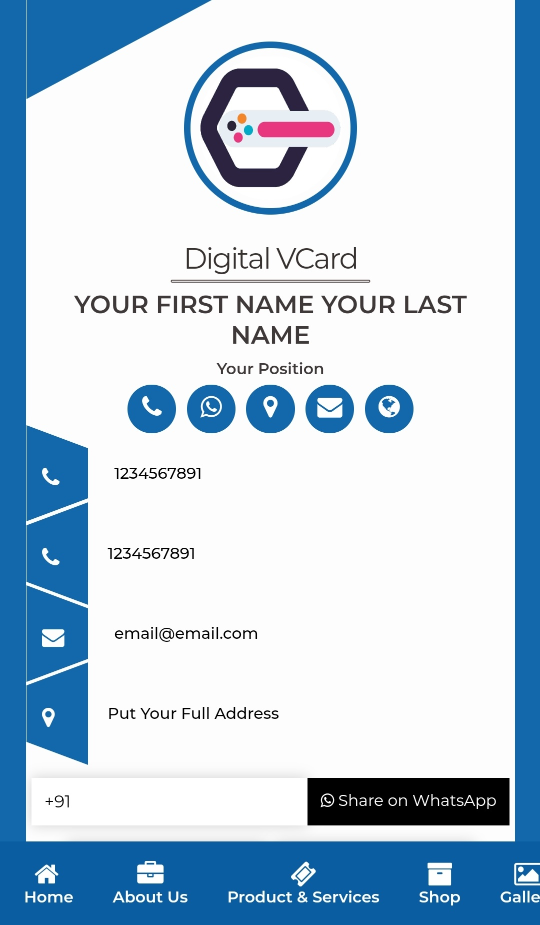 Digital VCard
YOUR FIRST NAME YOUR LAST
NAME
Your Position
1234567891
1234567891
email@email.com
Put Your Full Address
+91
Share on WhatsApp
Home
About Us
Product & Services
Shop
Galle